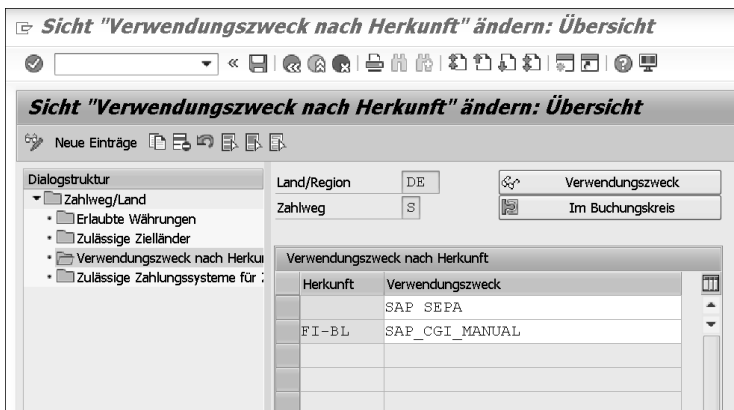 Sicht "Verwendungszweck nach Herkunft" ändern: Übersicht
Sicht "Verwendungszweck nach Herkunft" ändern: Übersicht
Neue Einträge
Dialogstruktur
Zahlweg/Land
Erlaubte Währungen
Zulässige Zielländer
Verwendungszweck nach Herkun
Zulässige Zahlungssysteme für
Land/Region DE Verwendungszweck
Zahlweg S Im Buchungskreis
Verwendungszweck nach Herkunft
Herkunft Verwendungszweck
SAP SEPA
FI-BL SAP_CGI_MANUAL